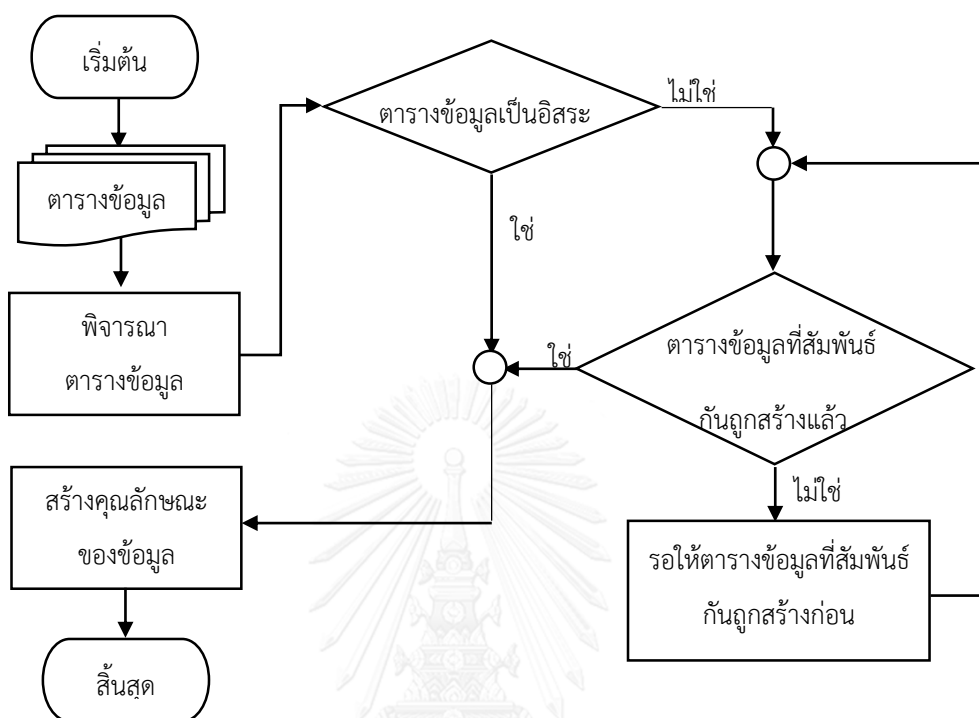 เริ่มต้น
ตารางข้อมูล
พิจารณา
ตารางข้อมูล
ตารางข้อมูลเป็นอิสระ
ไม่ใช่
ใช่
ตารางข้อมูลที่สัมพันธ์
กันถูกสร้างแล้ว
ใช่
ไม่ใช่
รอให้ตารางข้อมูลที่สัมพันธ์
กันถูกสร้างก่อน
สร้างคุณลักษณะ
ของข้อมูล
สิ้นสุด